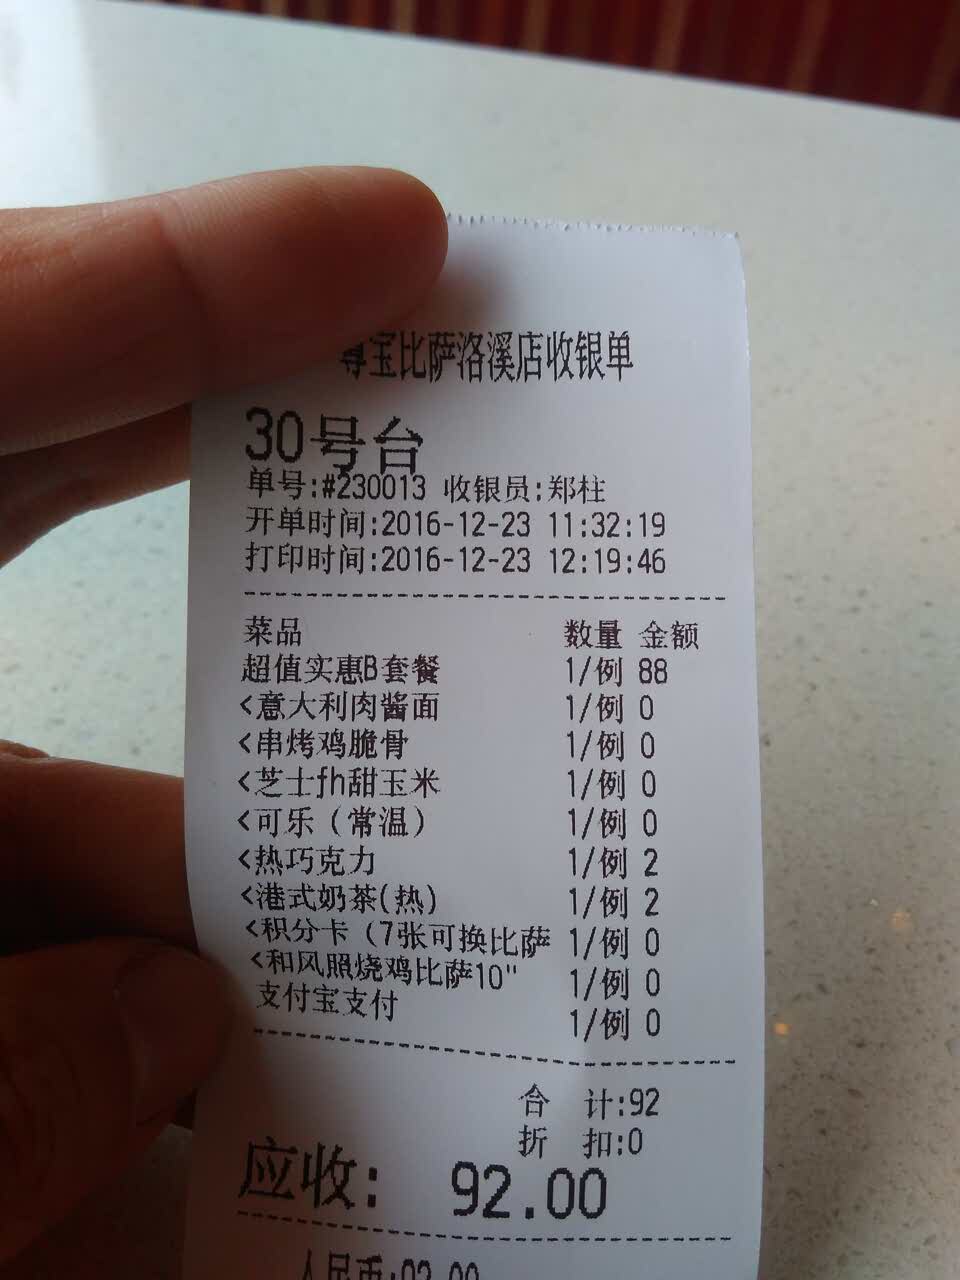 尊宝比萨洛溪店收银单
30号台
单号:#230013 收银员:郑柱
开单时间:2016-12-23 11:32:19
打印时间:2016-12-23 12:19:46
菜品 数量 金额
超值实惠B套餐 1/例 88
<意大利肉酱面 1/例 0
<串烤鸡脆骨 1/例 0
<芝士fh甜玉米 1/例 0
<可乐（常温） 1/例 0
<热巧克力 1/例 2
<港式奶茶(热) 1/例 2
<积分卡（7张可换比萨 1/例 0
<和风照烧鸡比萨10" 1/例 0
支付宝支付 1/例 0
合 计:92
折 扣:0
应收: 92.00
人民币:92.00